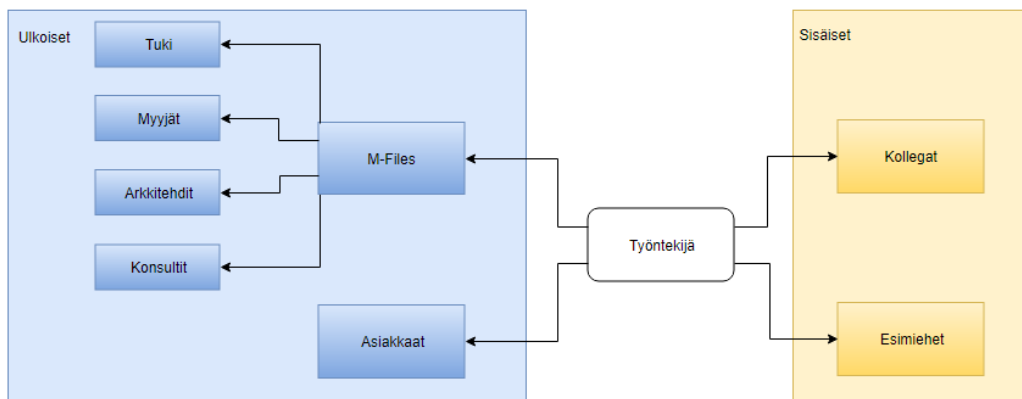 Ulkoiset
Tuki
Myyjät
Arkkitehdit
Konsultit
M-Files
Asiakkaat
Työntekijä
Sisäiset
Kollegat
Esimiehet